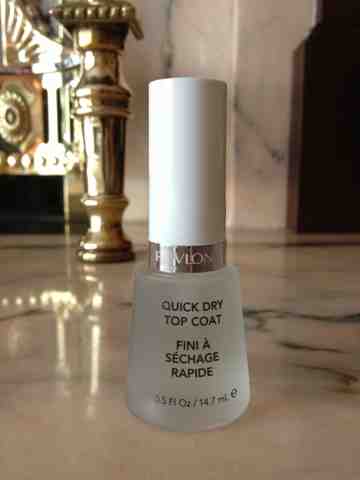 REVLON
QUICK DRY
TOP COAT
FINI À
SÉCHAGE
RAPIDE
0.5 Fl Oz / 14.7 mL ℮